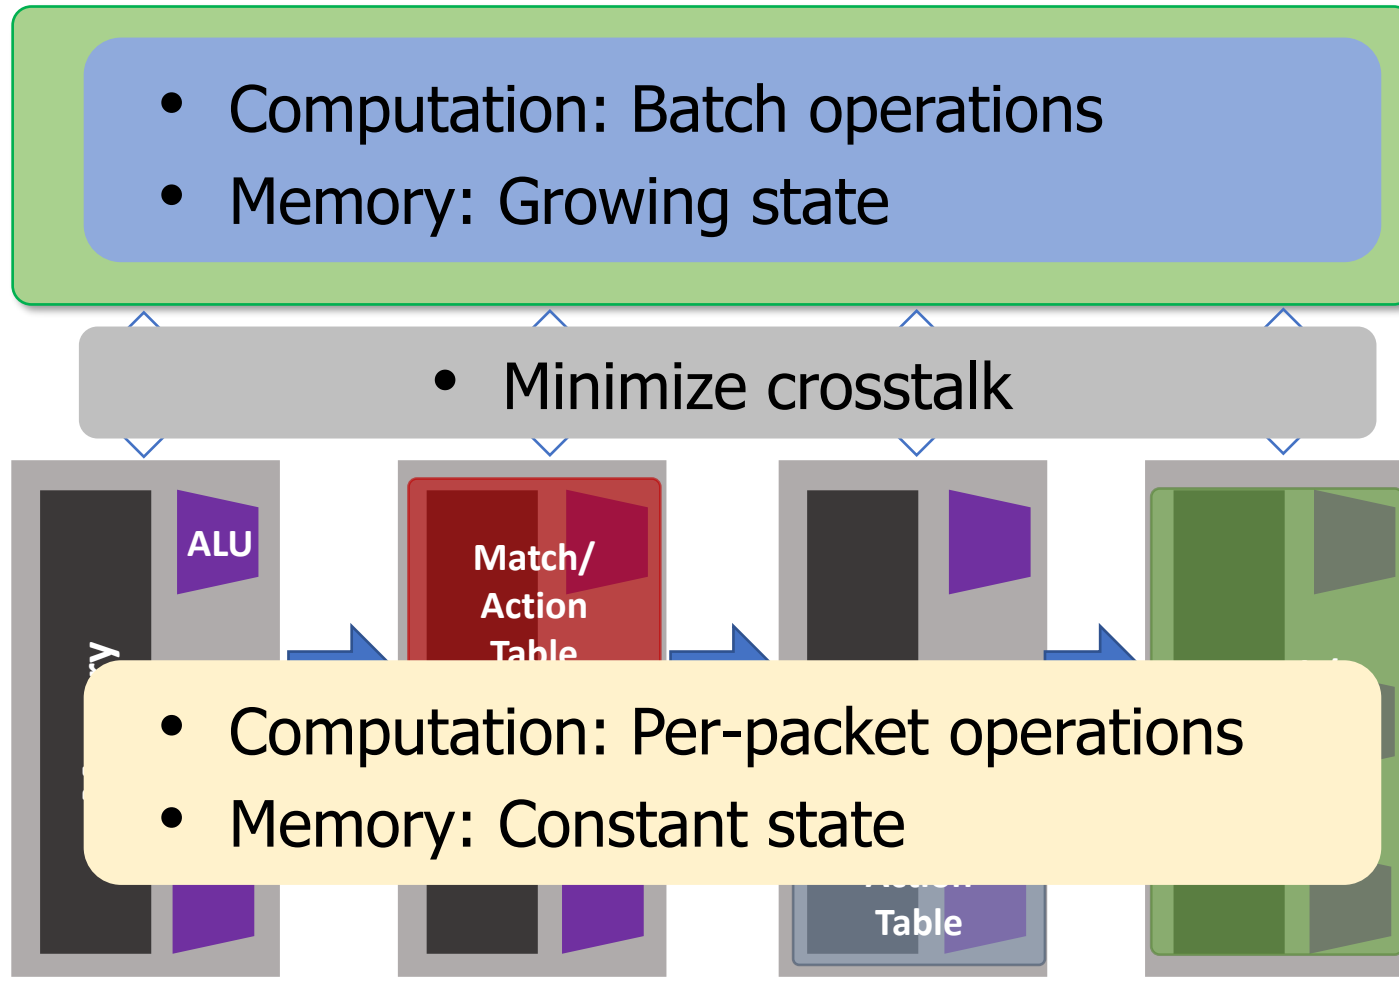 • Computation: Batch operations
• Memory: Growing state
• Minimize crosstalk
ALU
Match/
Action
Table
• Computation: Per-packet operations
• Memory: Constant state
Table